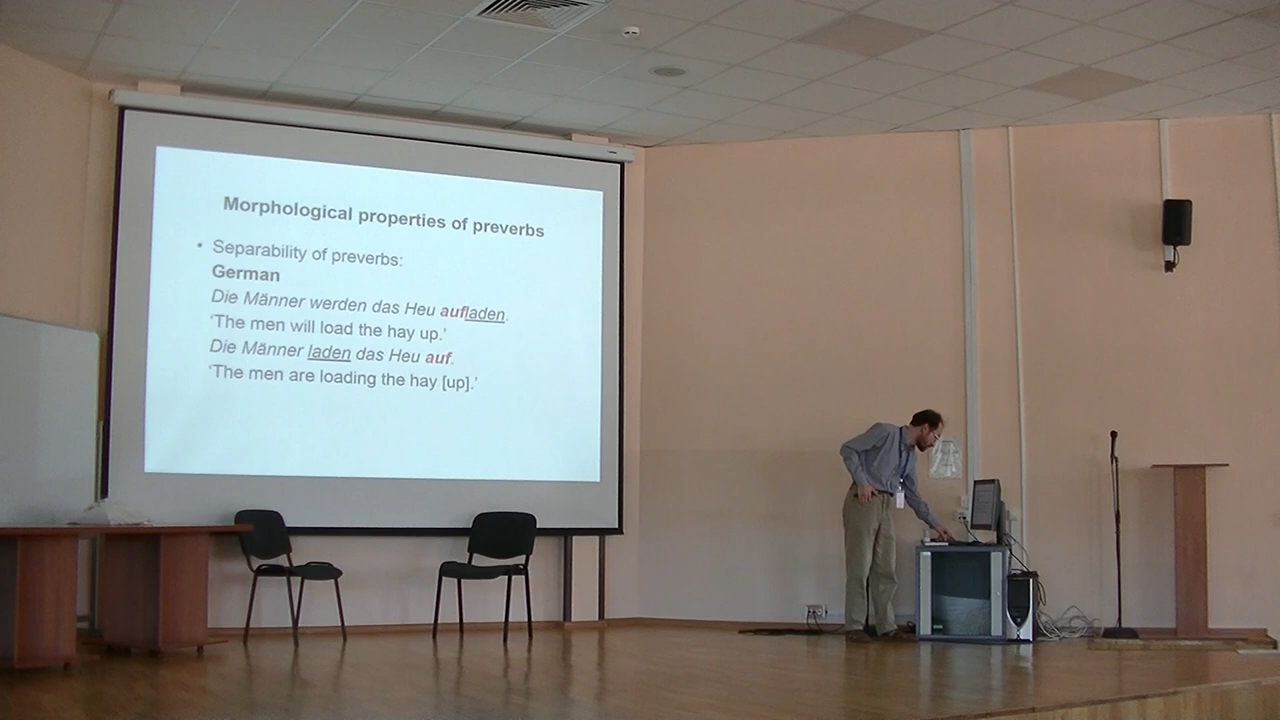 Morphological properties of preverbs
• Separability of preverbs:
German
Die Männer werden das Heu aufladen.
‘The men will load the hay up.’
Die Männer laden das Heu auf.
‘The men are loading the hay [up].’